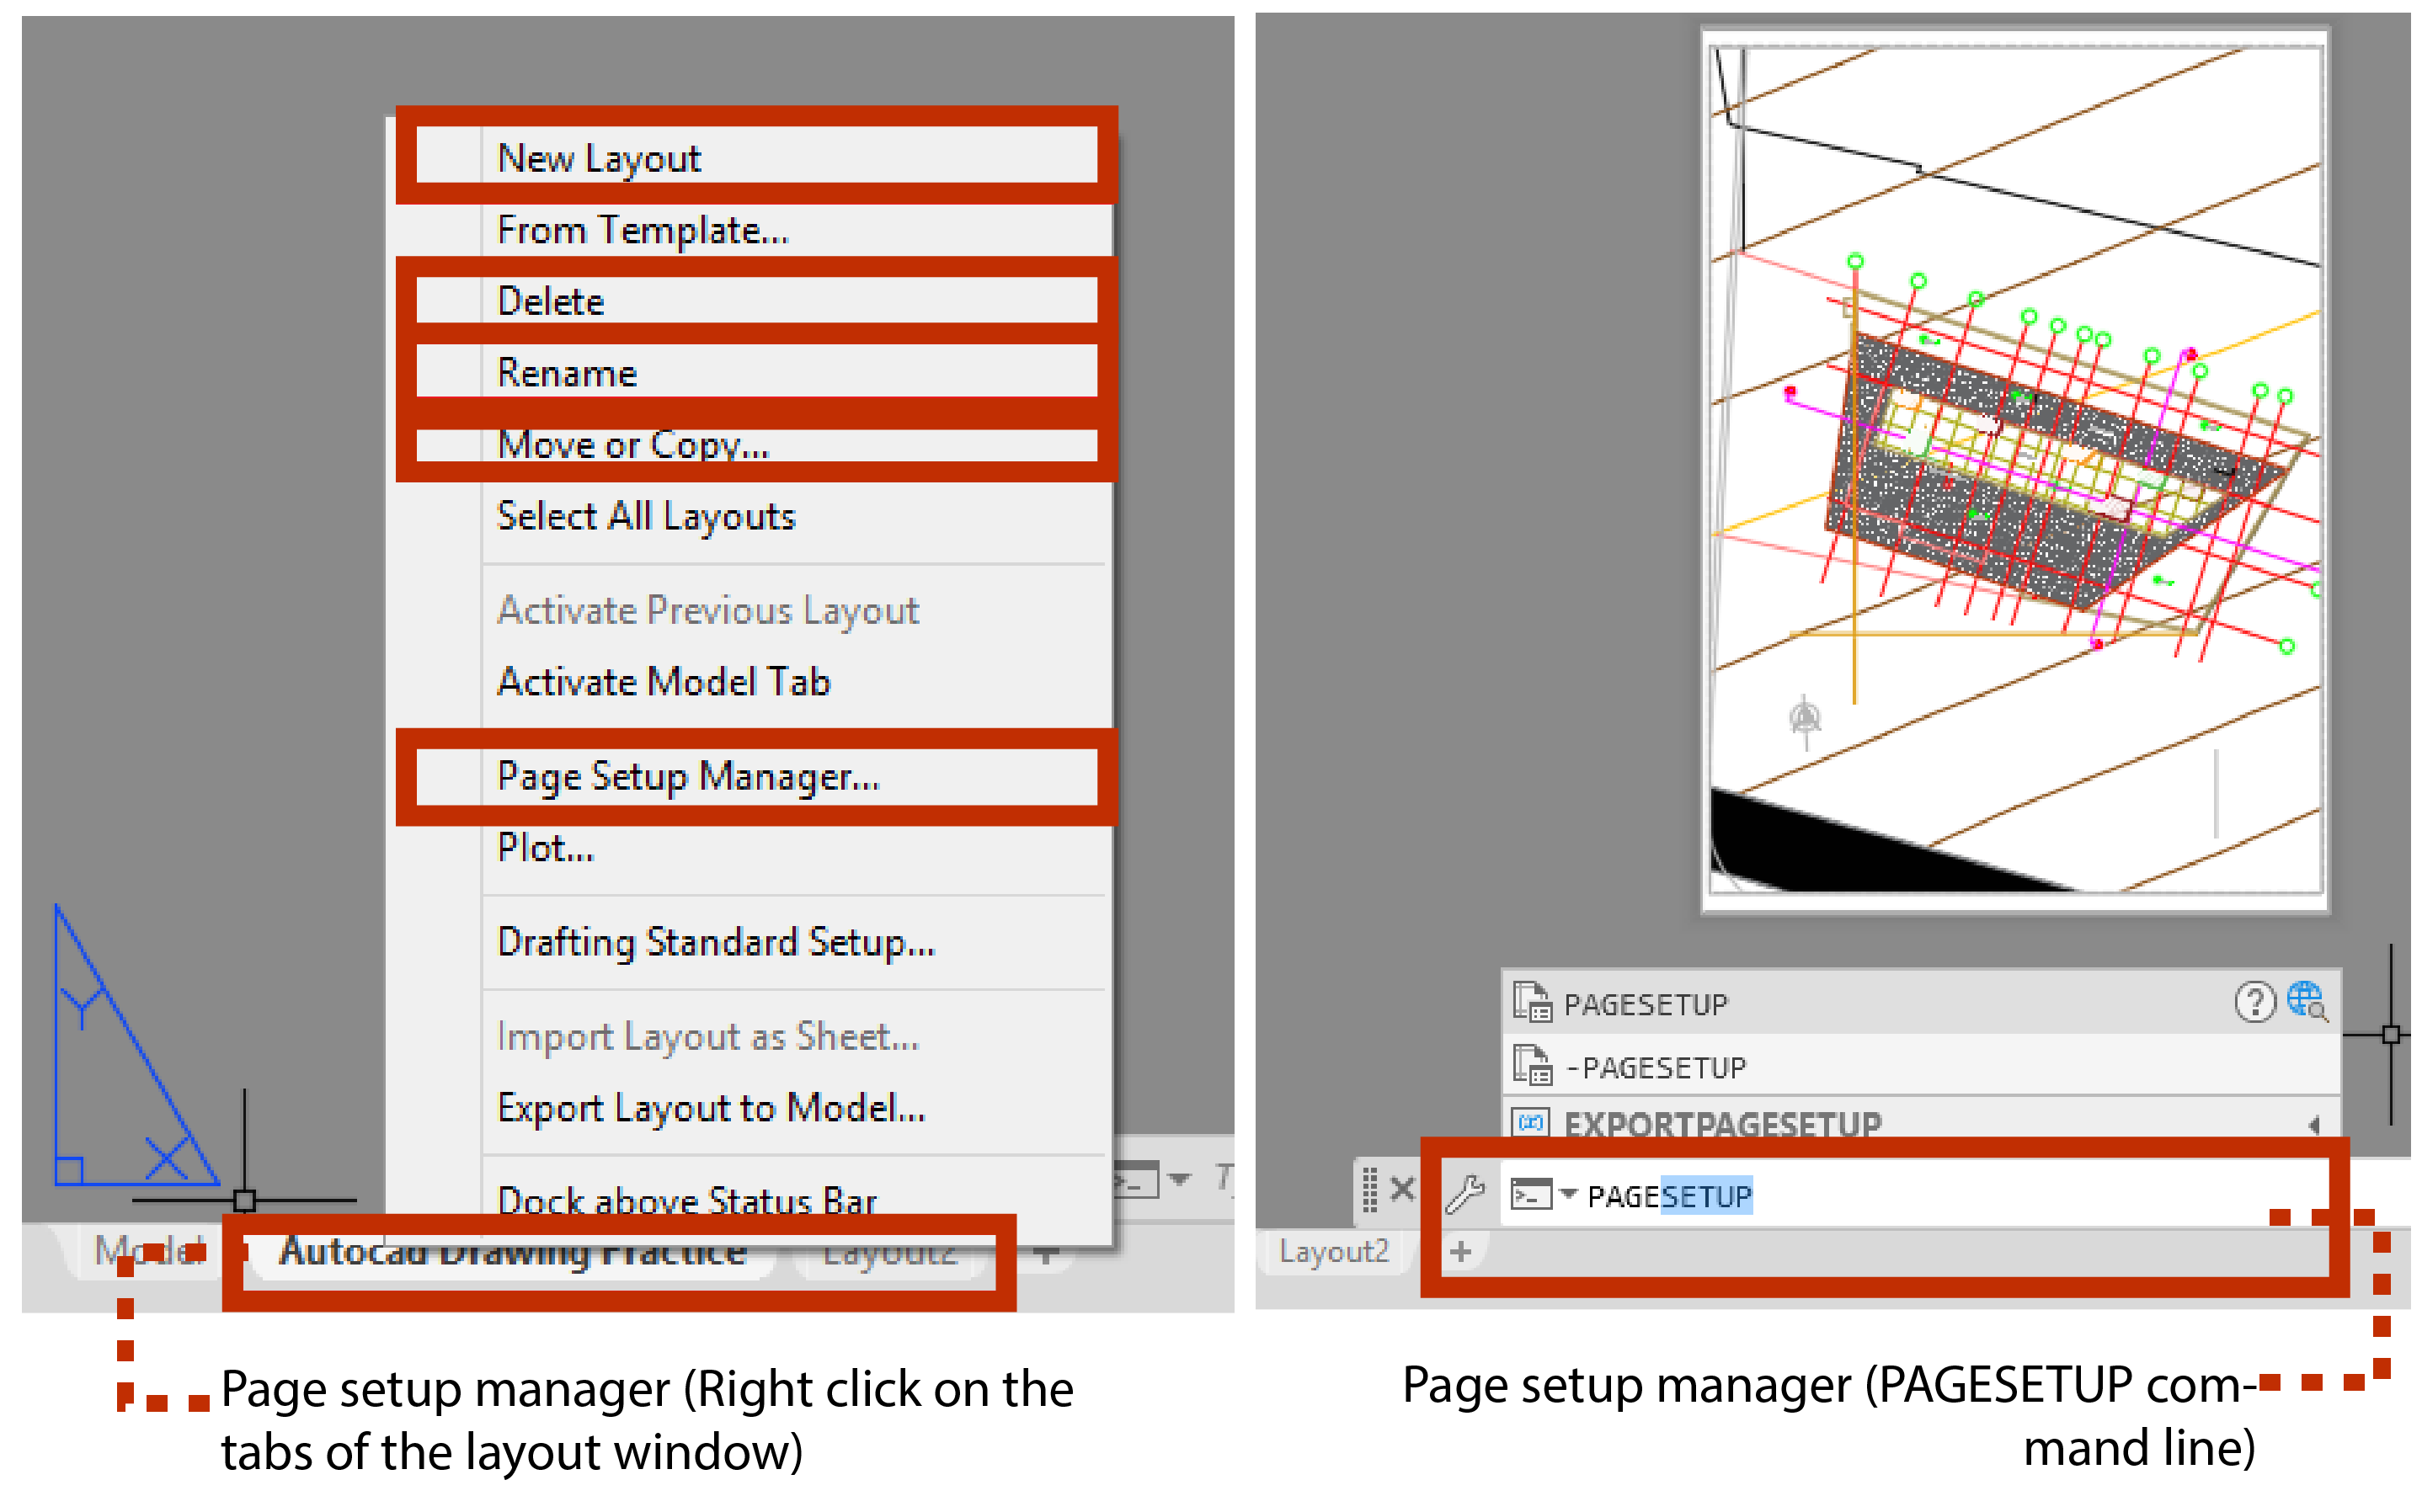 New Layout
From Template...
Delete
Rename
Move or Copy...
Select All Layouts
Activate Previous Layout
Activate Model Tab
Page Setup Manager...
Plot...
Drafting Standard Setup...
Import Layout as Sheet...
Export Layout to Model...
Dock above Status Bar
Y
X
Model
Autocad Drawing Practice
Layout2
+
Page setup manager (Right click on the
tabs of the layout window)
PAGESETUP
-PAGESETUP
EXPORTPAGESETUP
PAGESETUP
Layout2
+
Page setup manager (PAGESETUP com-
mand line)